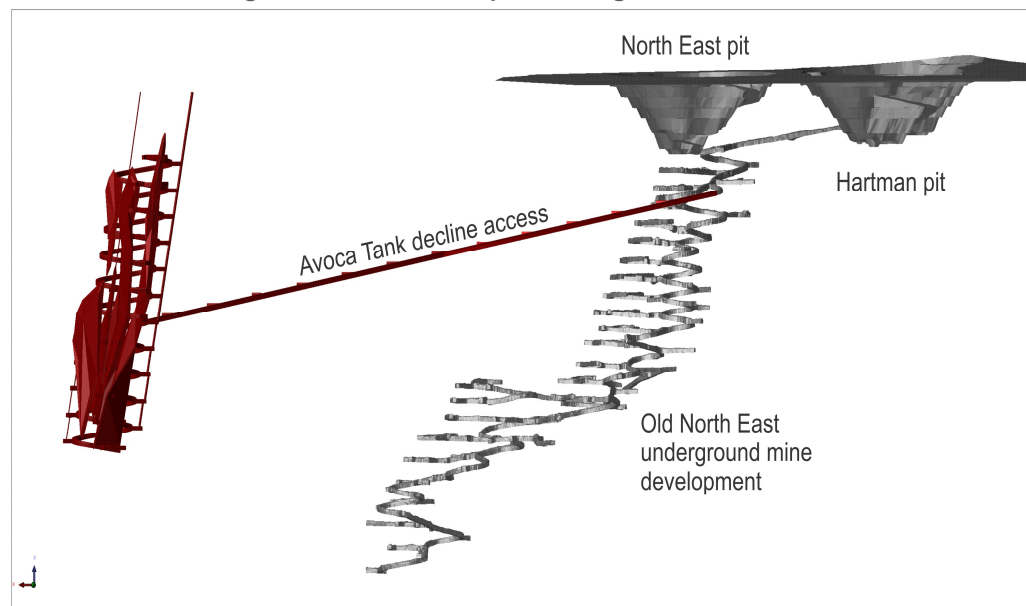 North East pit
Hartman pit
Avoca Tank decline access
Old North East
underground mine
development